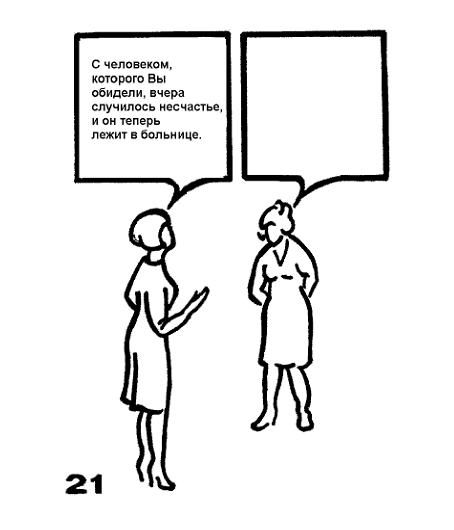 С человеком,
которого Вы
обидели, вчера
случилось несчастье,
и он теперь
лежит в больнице.
21